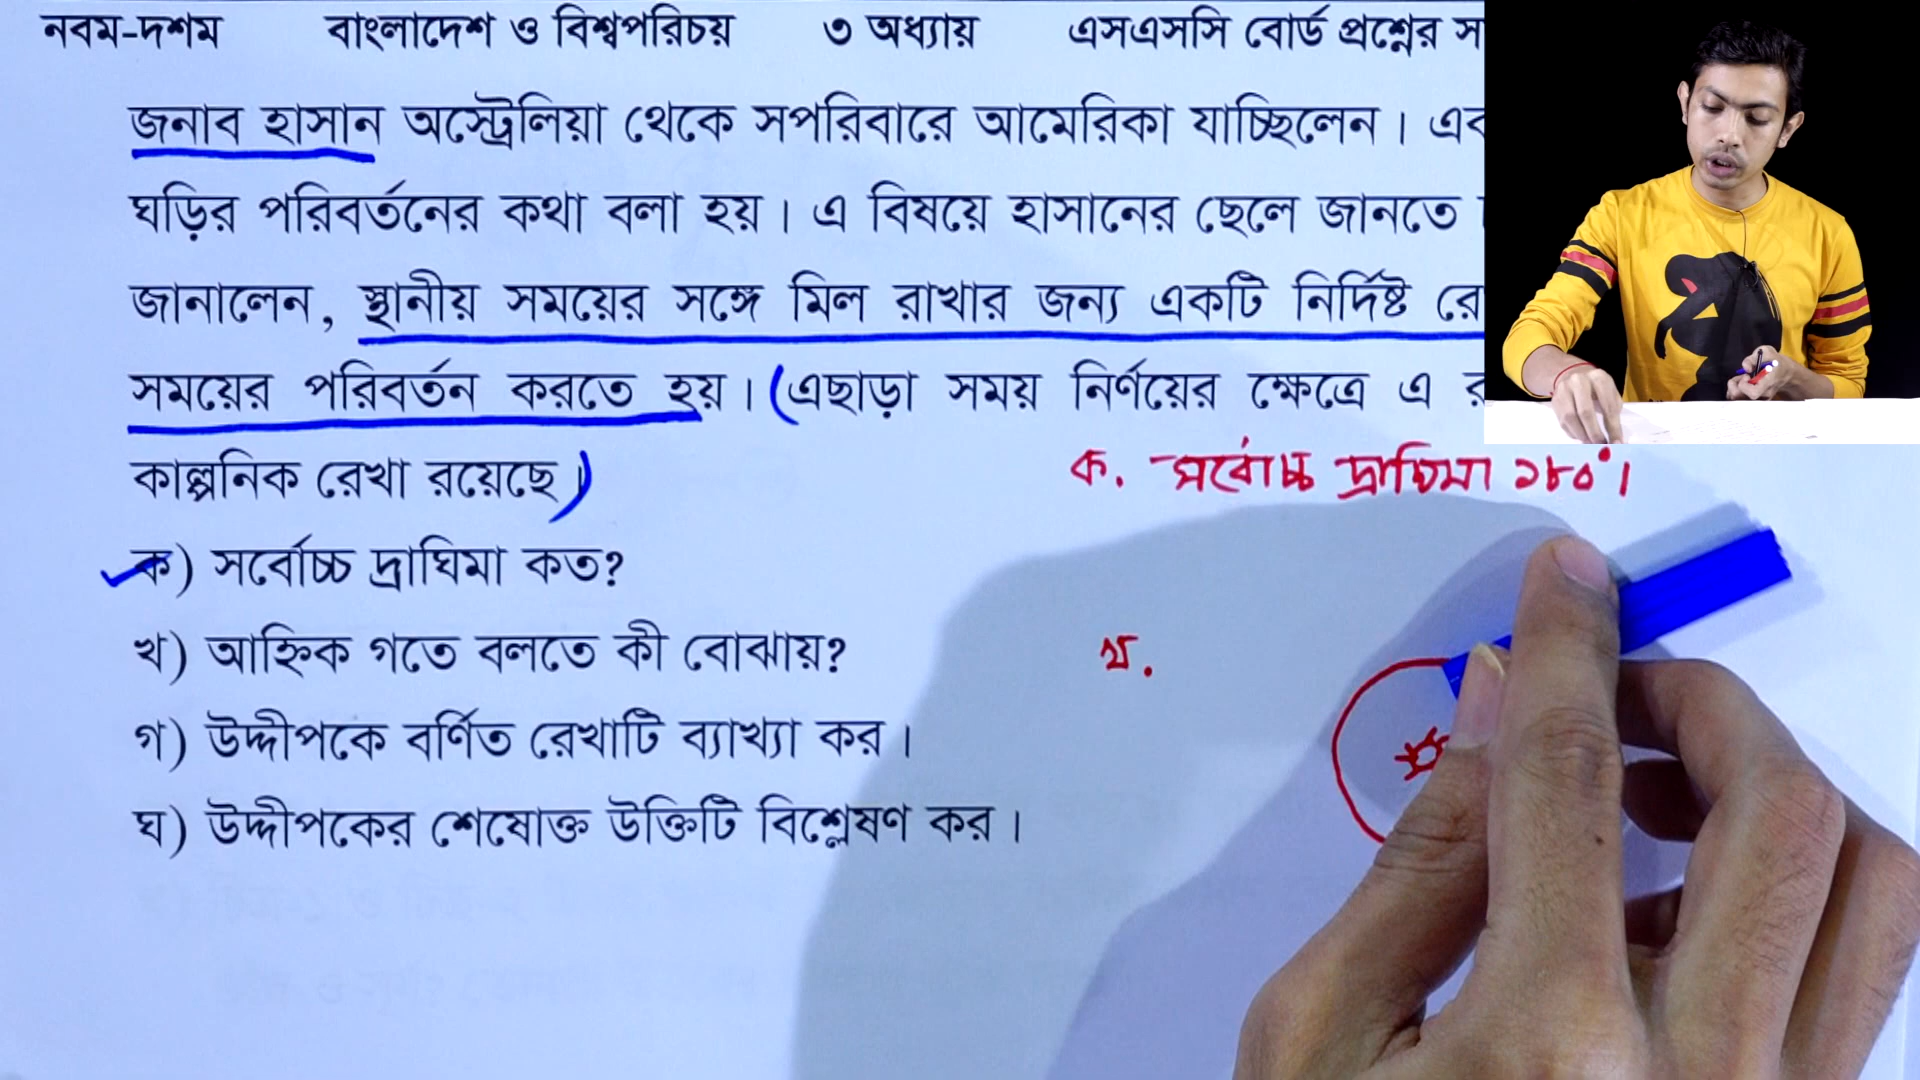 নবম-দশম বাংলাদেশ ও বিশ্বপরিচয় ৩ অধ্যায় এসএসসি বোর্ড প্রশ্নের
জনাব হাসান অস্ট্রেলিয়া থেকে সপরিবারে আমেরিকা যাচ্ছিলেন।
ঘড়ির পরিবর্তনের কথা বলা হয়। এ বিষয়ে হাসানের ছেলে জানতে
জানালেন, স্থানীয় সময়ের সঙ্গে মিল রাখার জন্য একটি নির্দিষ্ট
সময়ের পরিবর্তন করতে হয়। (এছাড়া সময় নির্ণয়ের ক্ষেত্রে এ
কাল্পনিক রেখা রয়েছে।)
ক. সর্বোচ্চ দ্রাঘিমা ১৮০°।
ক) সর্বোচ্চ দ্রাঘিমা কত?
খ) আহ্নিক গতে বলতে কী বোঝায়?
খ.
গ) উদ্দীপকে বর্ণিত রেখাটি ব্যাখ্যা কর।
ঘ) উদ্দীপকের শেষোক্ত উক্তিটি বিশ্লেষণ কর।